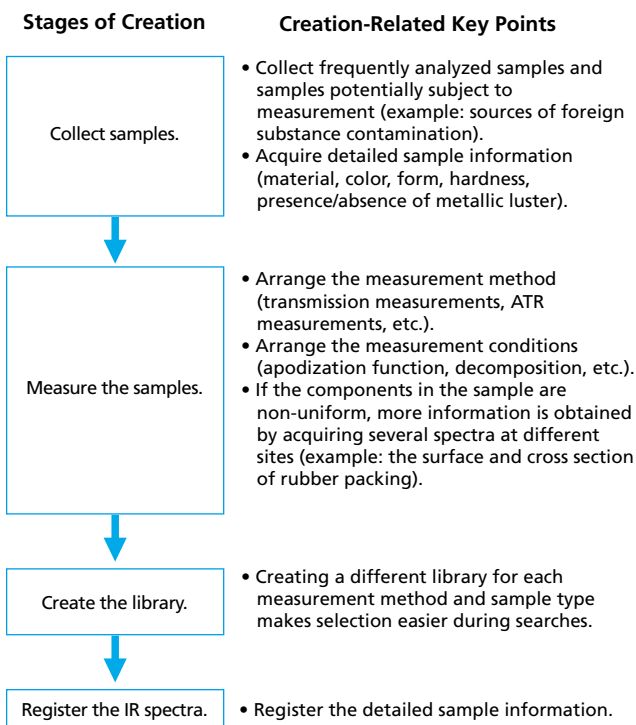 Stages of Creation
Creation-Related Key Points
Collect samples.
• Collect frequently analyzed samples and
samples potentially subject to
measurement (example: sources of foreign
substance contamination).
• Acquire detailed sample information
(material, color, form, hardness,
presence/absence of metallic luster).
Measure the samples.
• Arrange the measurement method
(transmission measurements, ATR
measurements, etc.).
• Arrange the measurement conditions
(apodization function, decomposition, etc.).
• If the components in the sample are
non-uniform, more information is obtained
by acquiring several spectra at different
sites (example: the surface and cross section
of rubber packing).
Create the library.
• Creating a different library for each
measurement method and sample type
makes selection easier during searches.
Register the IR spectra.
• Register the detailed sample information.